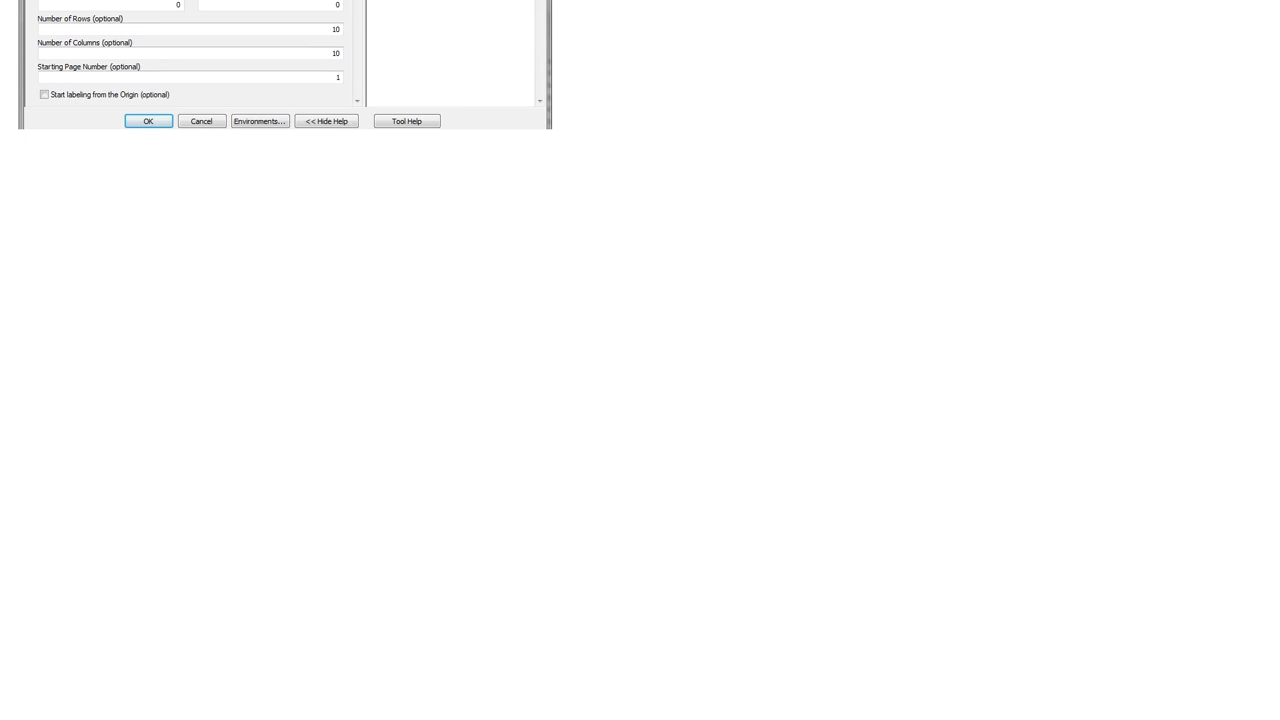 0 0
Number of Rows (optional)
10
Number of Columns (optional)
10
Starting Page Number (optional)
1
Start labeling from the Origin (optional)
OK Cancel Environments... << Hide Help Tool Help